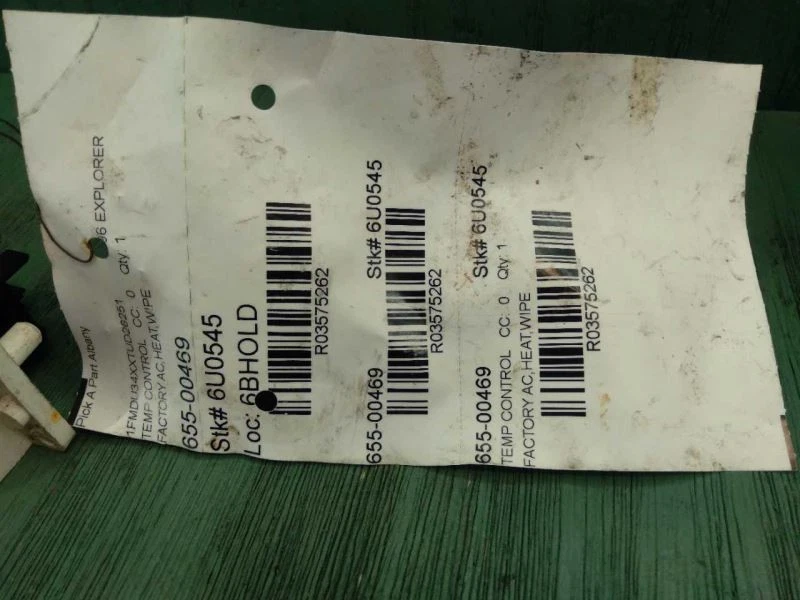 Pick A Part Albany
96 EXPLORER
1FMDU34XXTUD06251
TEMP CONTROL CC: 0 Qty: 1
FACTORY AC,HEAT,WIPE
655-00469
Stk# 6U0545
Loc: 6BHOLD
R03575262
655-00469 Stk# 6U0545
R03575262
655-00469 Stk# 6U0545
TEMP CONTROL CC: 0 Qty: 1
FACTORY AC,HEAT,WIPE
R03575262